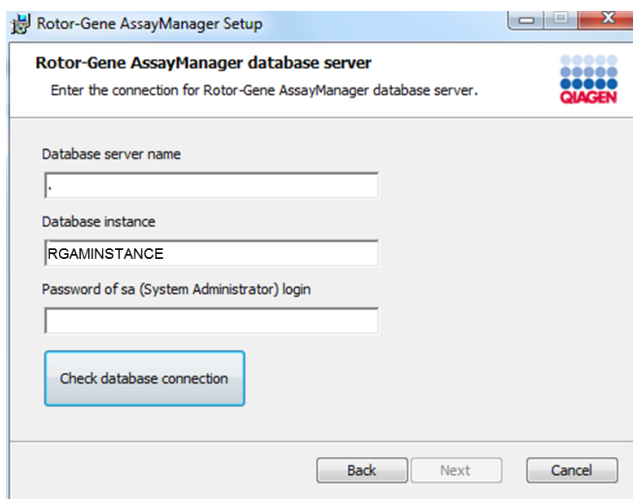 Rotor-Gene AssayManager Setup
Rotor-Gene AssayManager database server
Enter the connection for Rotor-Gene AssayManager database server.
QIAGEN
Database server name
.
Database instance
RGAMINSTANCE
Password of sa (System Administrator) login
Check database connection
Back Next Cancel